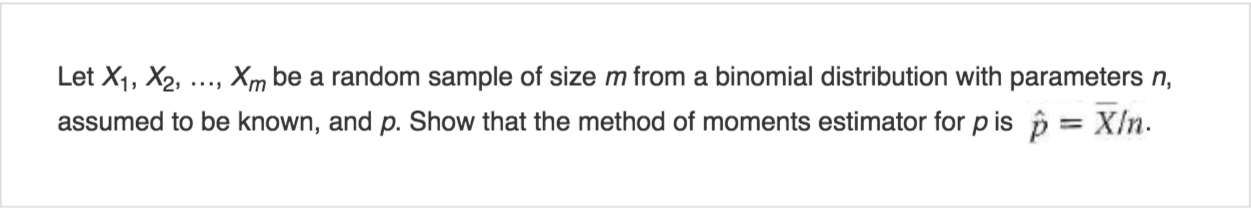 Let X₁, X₂, ..., Xₘ be a random sample of size m from a binomial distribution with parameters n,
assumed to be known, and p. Show that the method of moments estimator for p is p̂ = X̅/n.